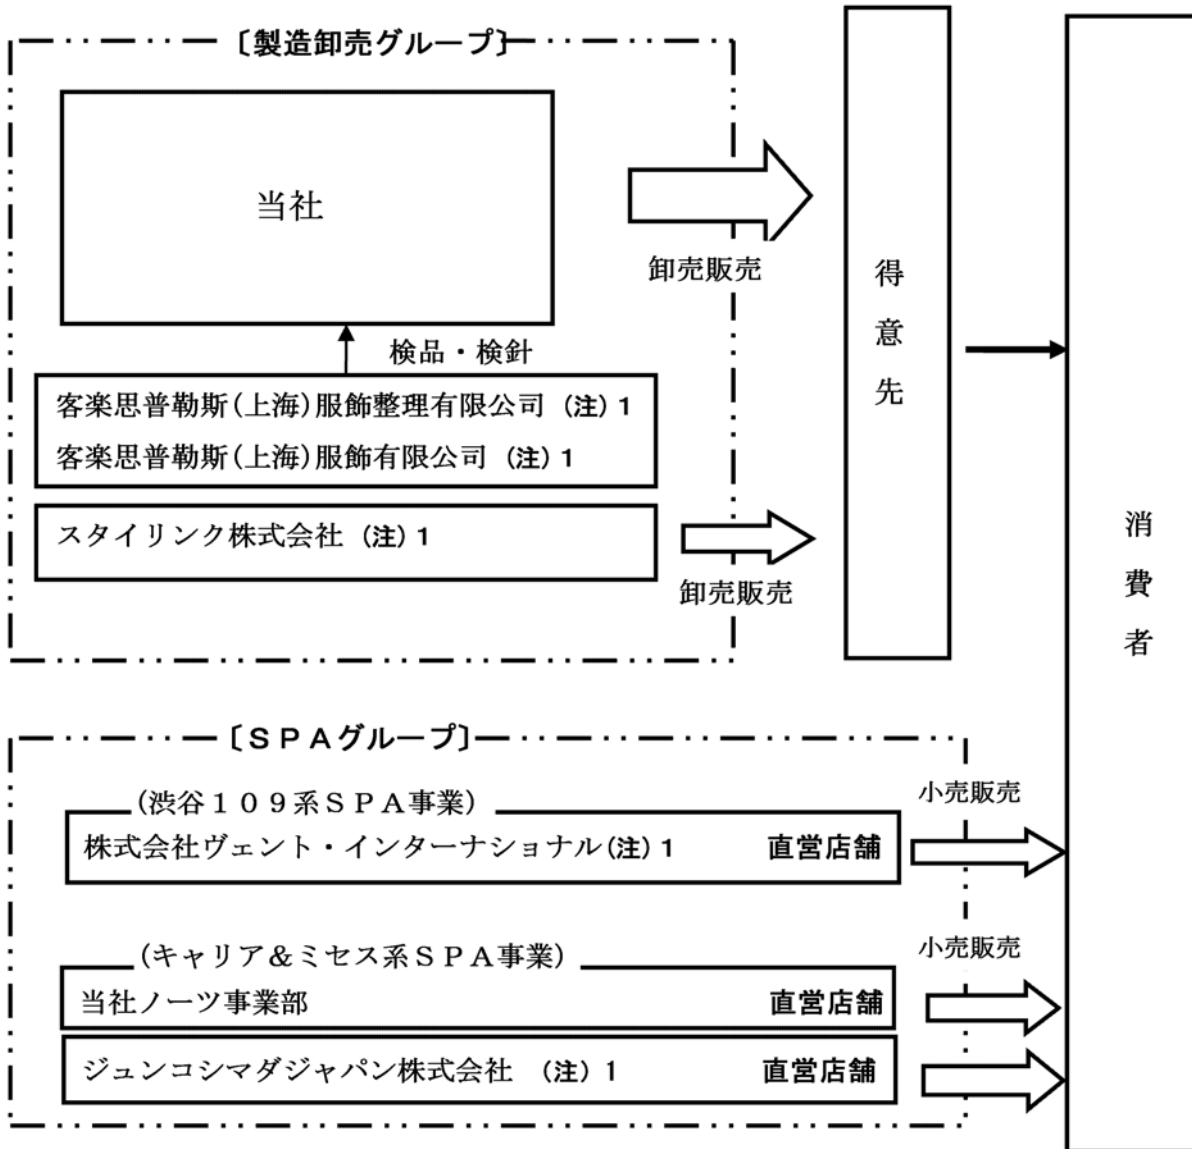 〔製造卸売グループ〕
当社
卸売販売
検品・検針
客楽思普勒斯(上海)服飾整理有限公司 (注) 1
客楽思普勒斯(上海)服飾有限公司 (注) 1
スタイリンク株式会社 (注) 1
卸売販売
得意先
消費者
〔ＳＰＡグループ〕
(渋谷１０９系ＳＰＡ事業)
小売販売
株式会社ヴェント・インターナショナル(注) 1 直営店舗
(キャリア＆ミセス系ＳＰＡ事業)
小売販売
当社ノーツ事業部 直営店舗
ジュンコシマダジャパン株式会社 (注) 1 直営店舗